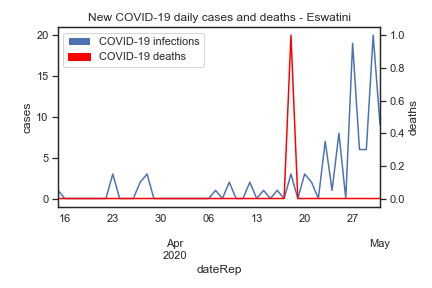 New COVID-19 daily cases and deaths - Eswatini
COVID-19 infections
COVID-19 deaths
20
15
10
5
0
cases
1.0
0.8
0.6
0.4
0.2
0.0
deaths
16 23 30 06 13 20 27
Apr May
2020
dateRep